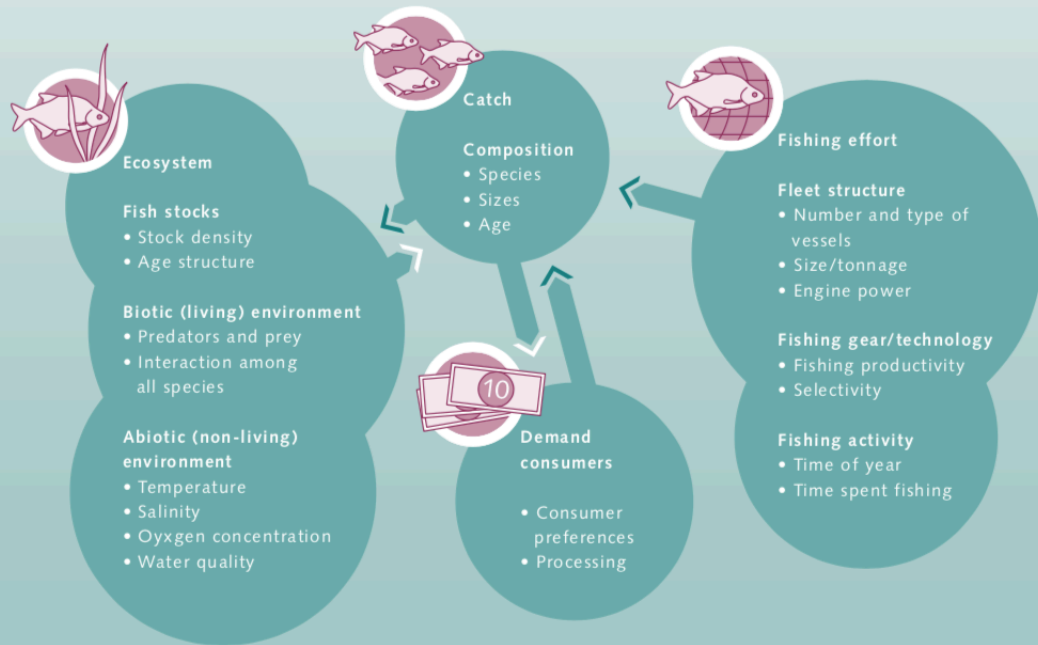 Ecosystem
Fish stocks
• Stock density
• Age structure
Biotic (living) environment
• Predators and prey
• Interaction among
all species
Abiotic (non-living)
environment
• Temperature
• Salinity
• Oyxgen concentration
• Water quality
Catch
Composition
• Species
• Sizes
• Age
10
Demand
consumers
• Consumer
preferences
• Processing
Fishing effort
Fleet structure
• Number and type of
vessels
• Size/tonnage
• Engine power
Fishing gear/technology
• Fishing productivity
• Selectivity
Fishing activity
• Time of year
• Time spent fishing